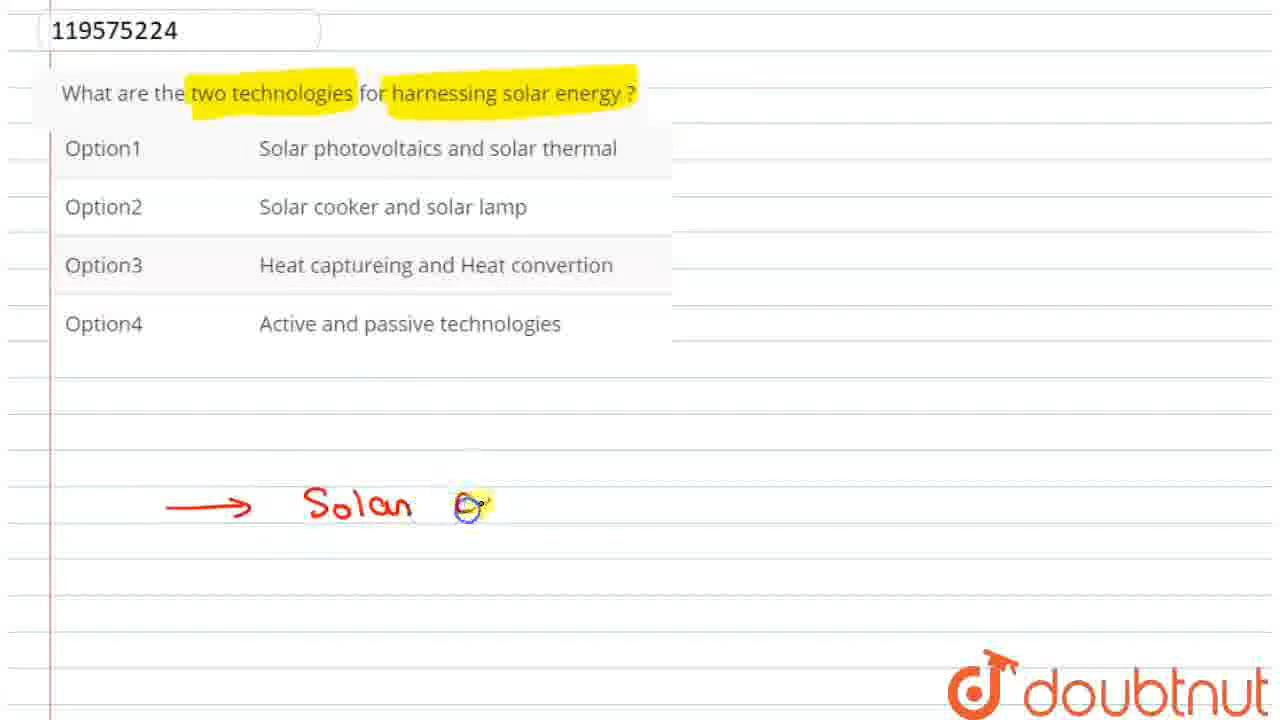 119575224
What are the two technologies for harnessing solar energy ?
Option1 Solar photovoltaics and solar thermal
Option2 Solar cooker and solar lamp
Option3 Heat captureing and Heat convertion
Option4 Active and passive technologies
→ Solar e
doubtnut